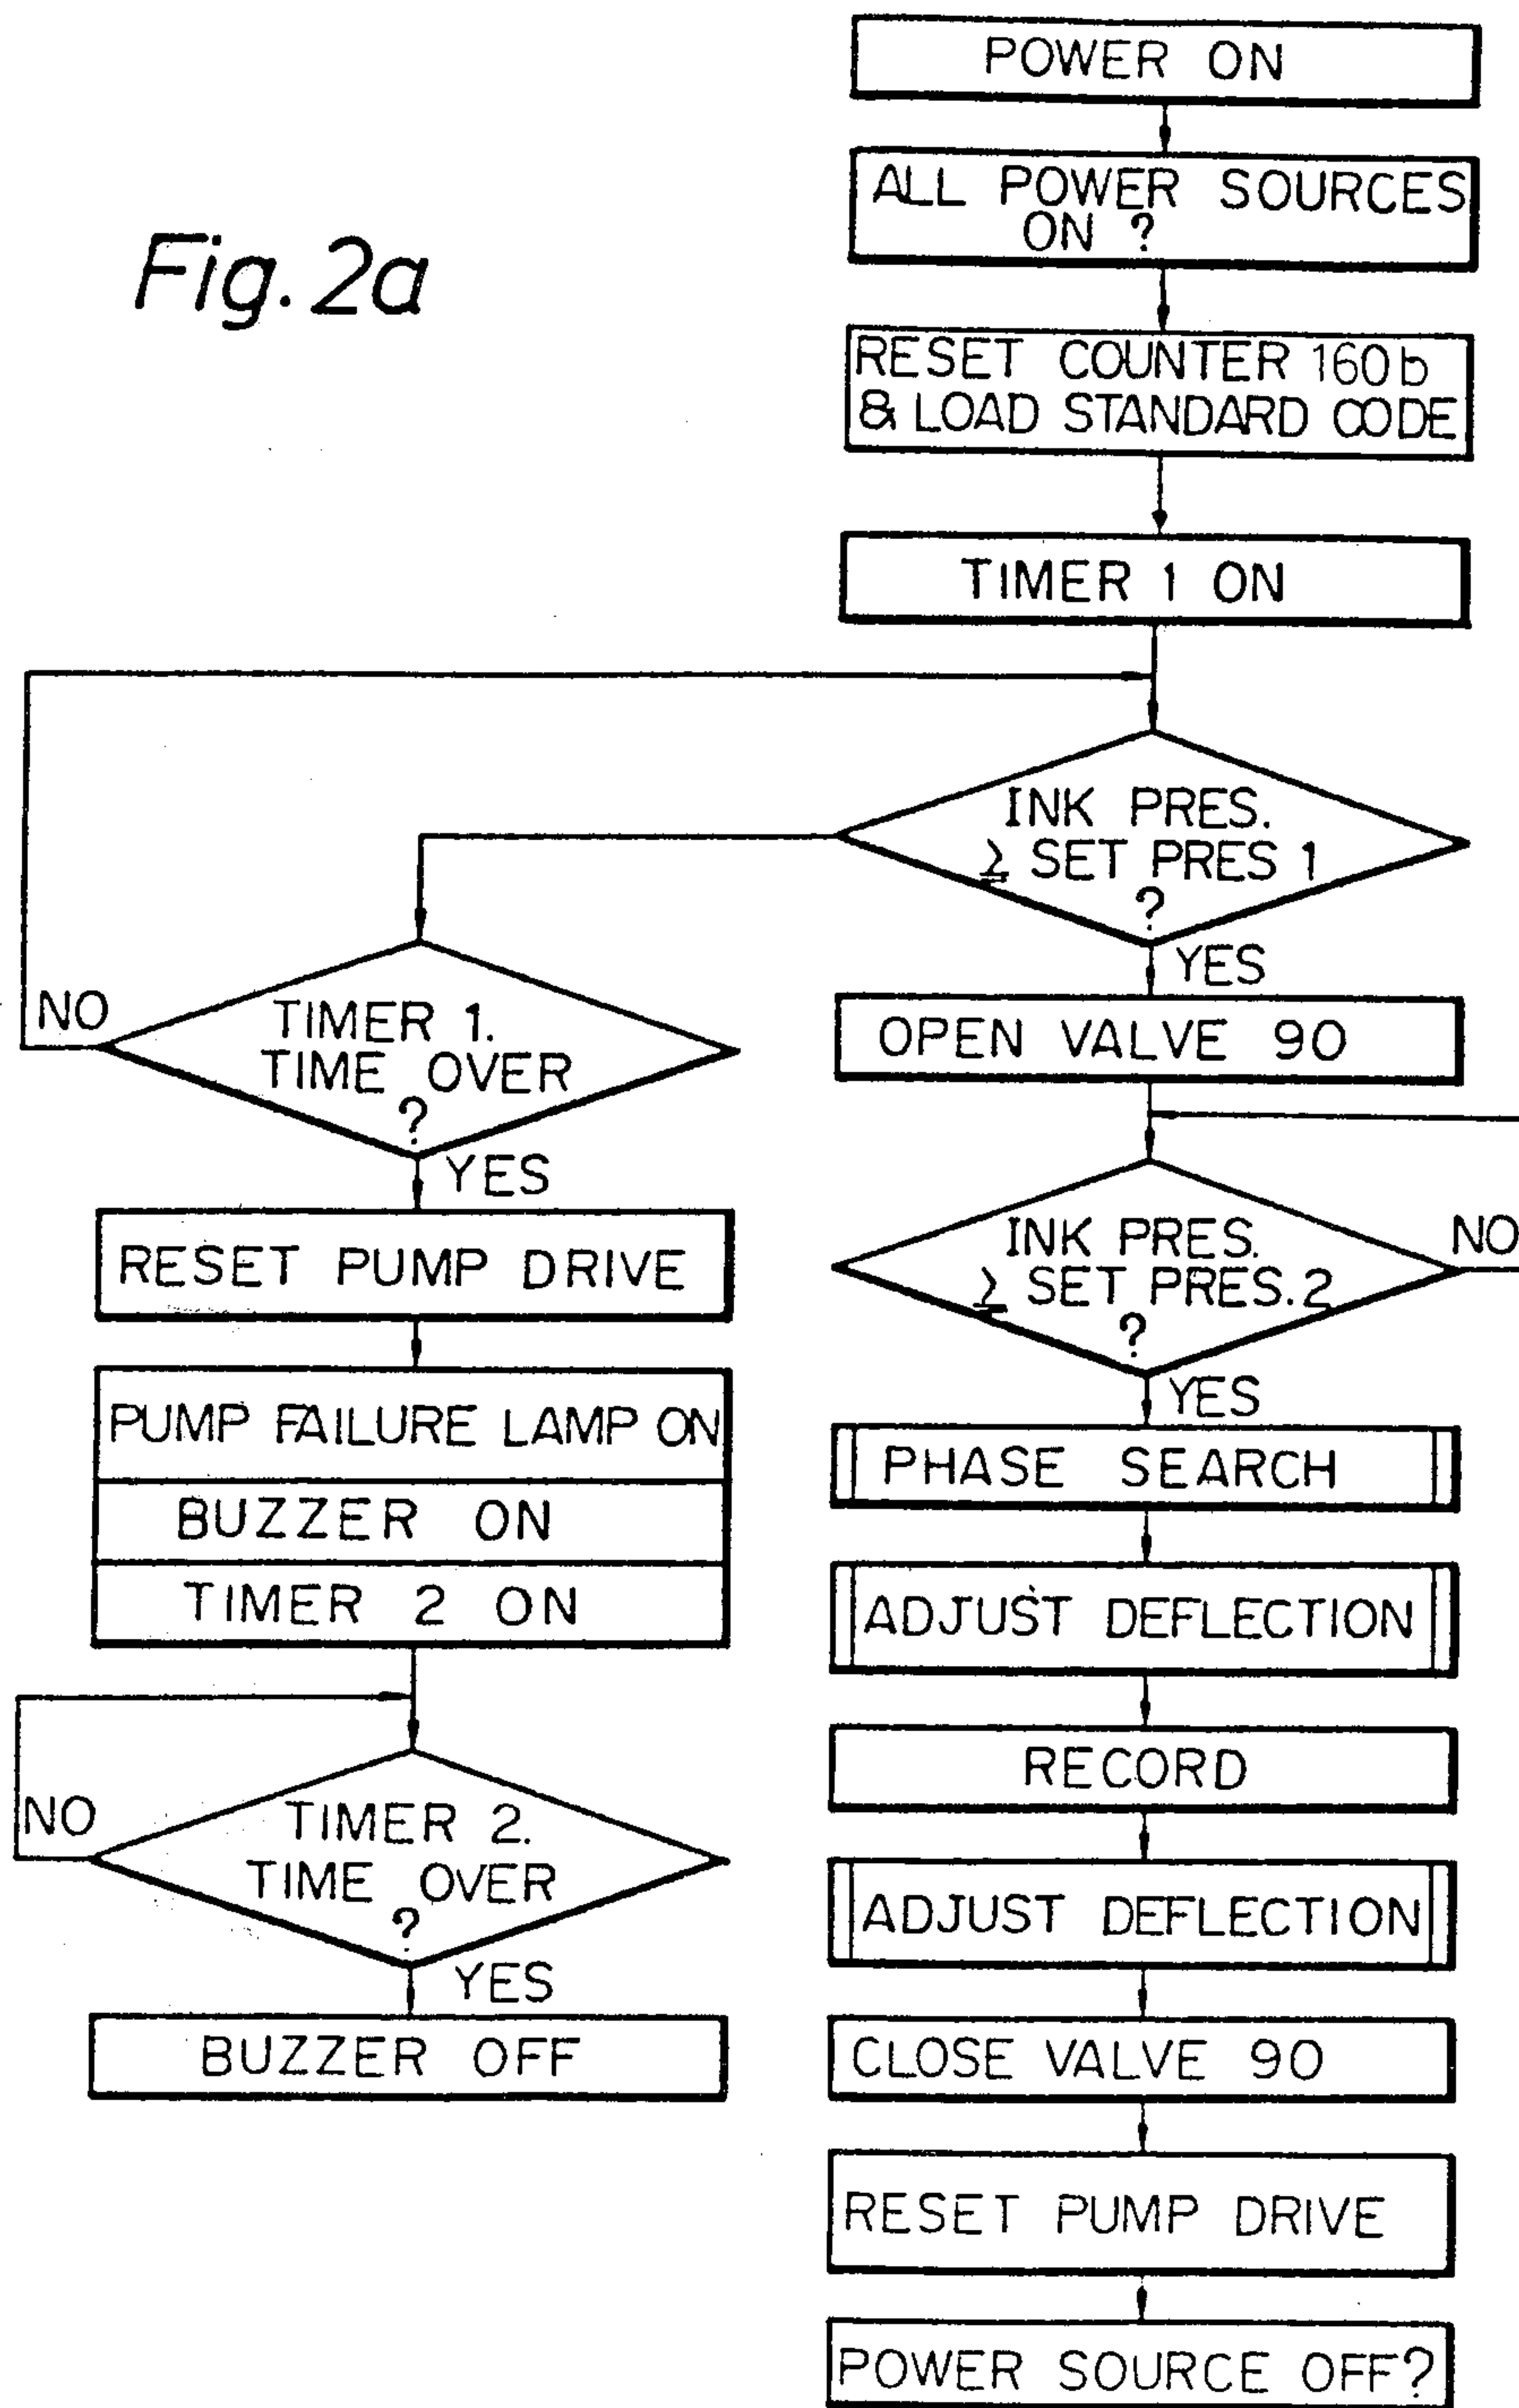 Fig. 2a
POWER ON
ALL POWER SOURCES
ON ?
RESET COUNTER 160b
& LOAD STANDARD CODE
TIMER 1 ON
INK PRES.
≧ SET PRES 1
?
YES
OPEN VALVE 90
INK PRES.
≧ SET PRES.2
?
NO
YES
PHASE SEARCH
ADJUST DEFLECTION
RECORD
ADJUST DEFLECTION
CLOSE VALVE 90
RESET PUMP DRIVE
POWER SOURCE OFF?
NO
TIMER 1.
TIME OVER
?
YES
RESET PUMP DRIVE
PUMP FAILURE LAMP ON
BUZZER ON
TIMER 2 ON
NO
TIMER 2.
TIME OVER
?
YES
BUZZER OFF